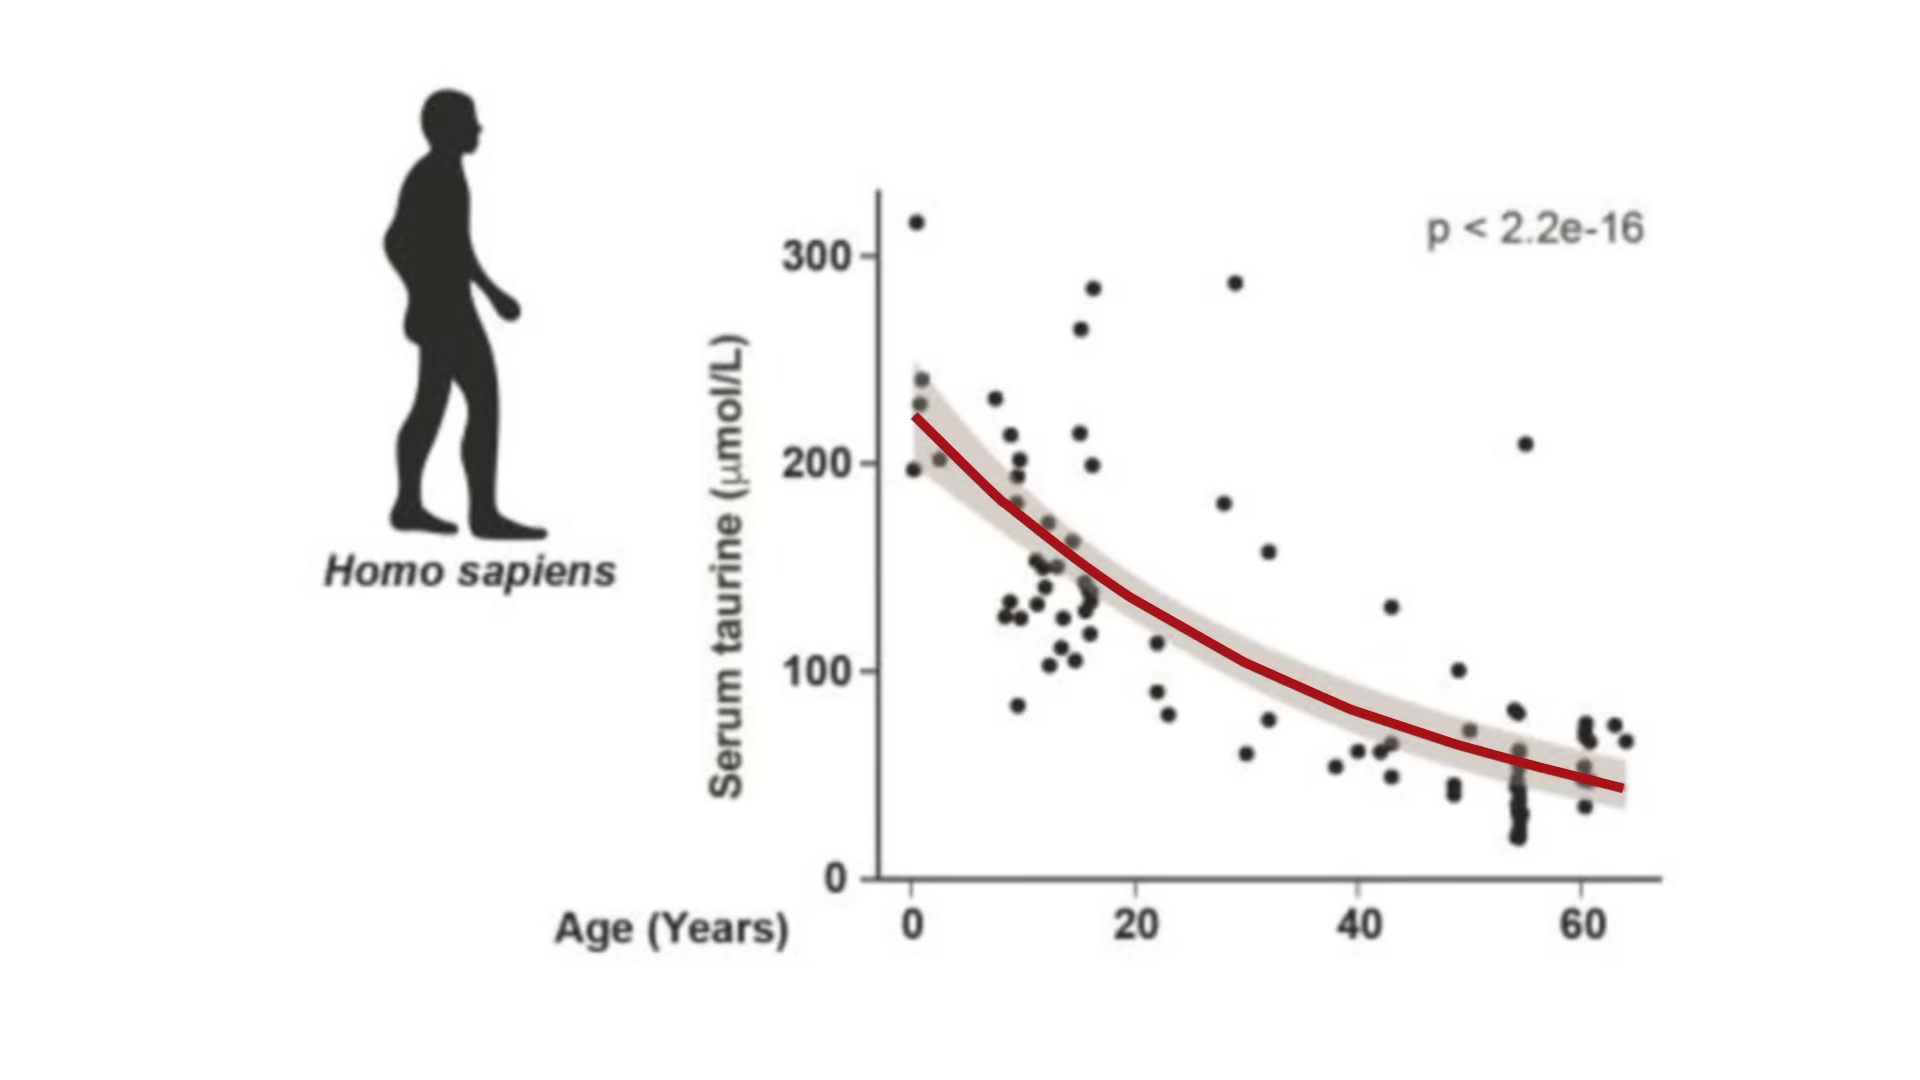 p < 2.2e-16
300
200
100
0
Serum taurine (μmol/L)
Homo sapiens
Age (Years)
0 20 40 60